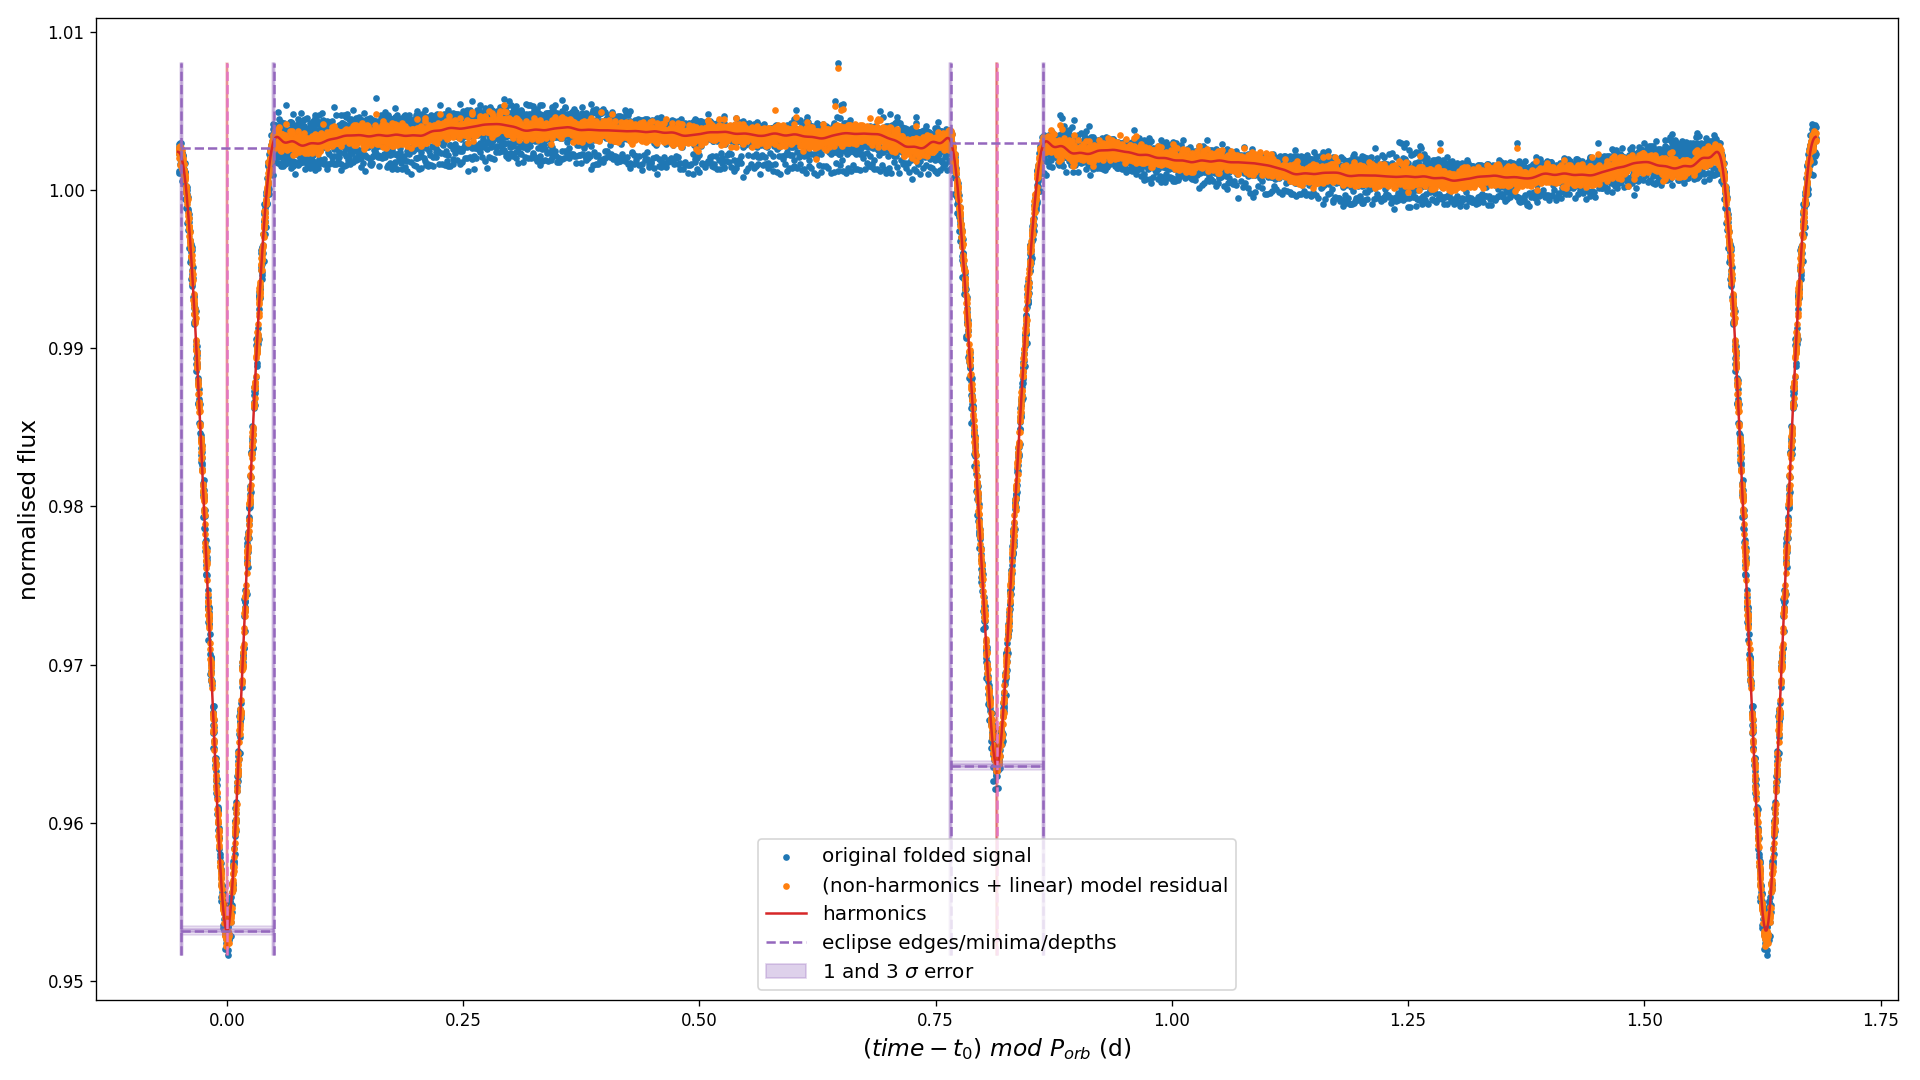 1.01
1.00
0.99
0.98
0.97
0.96
0.95
normalised flux
original folded signal
(non-harmonics + linear) model residual
harmonics
eclipse edges/minima/depths
1 and 3 σ error
0.00 0.25 0.50 0.75 1.00 1.25 1.50 1.75
(time − t₀) mod Pₒᵣb (d)